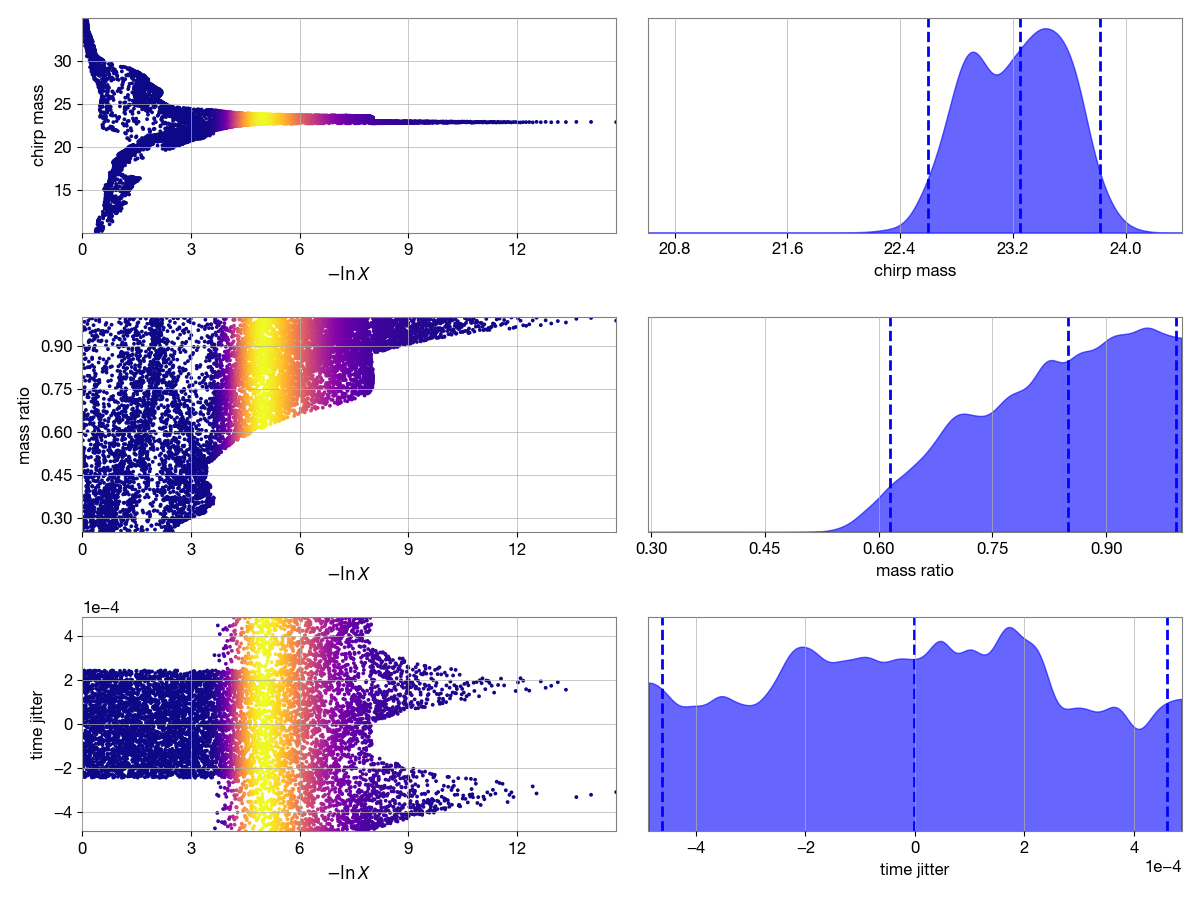 30
25
20
15
chirp mass
0 3 6 9 12
−ln X
20.8 21.6 22.4 23.2 24.0
chirp mass
0.90
0.75
0.60
0.45
0.30
mass ratio
0 3 6 9 12
−ln X
0.30 0.45 0.60 0.75 0.90
mass ratio
1e−4
4
2
0
−2
−4
time jitter
0 3 6 9 12
−ln X
−4 −2 0 2 4
1e−4
time jitter